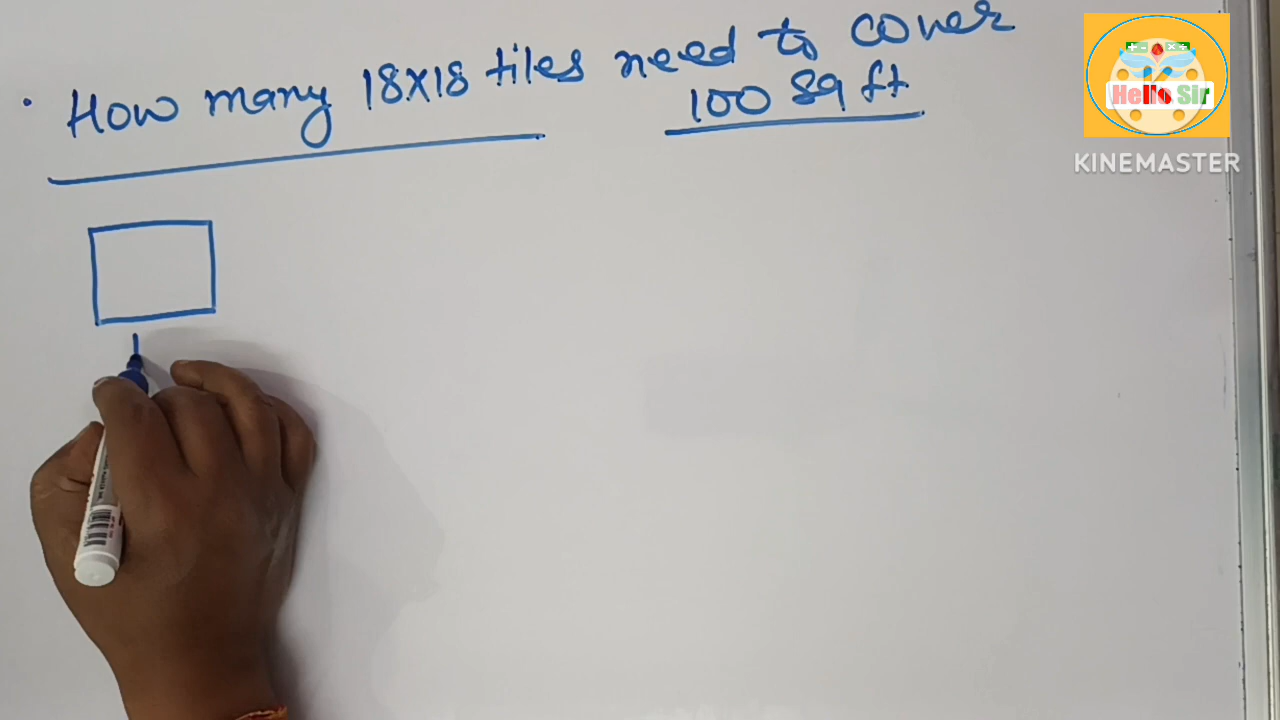 • How many 18x18 tiles need to cover
100 sq ft
Hello Sir
KINEMASTER